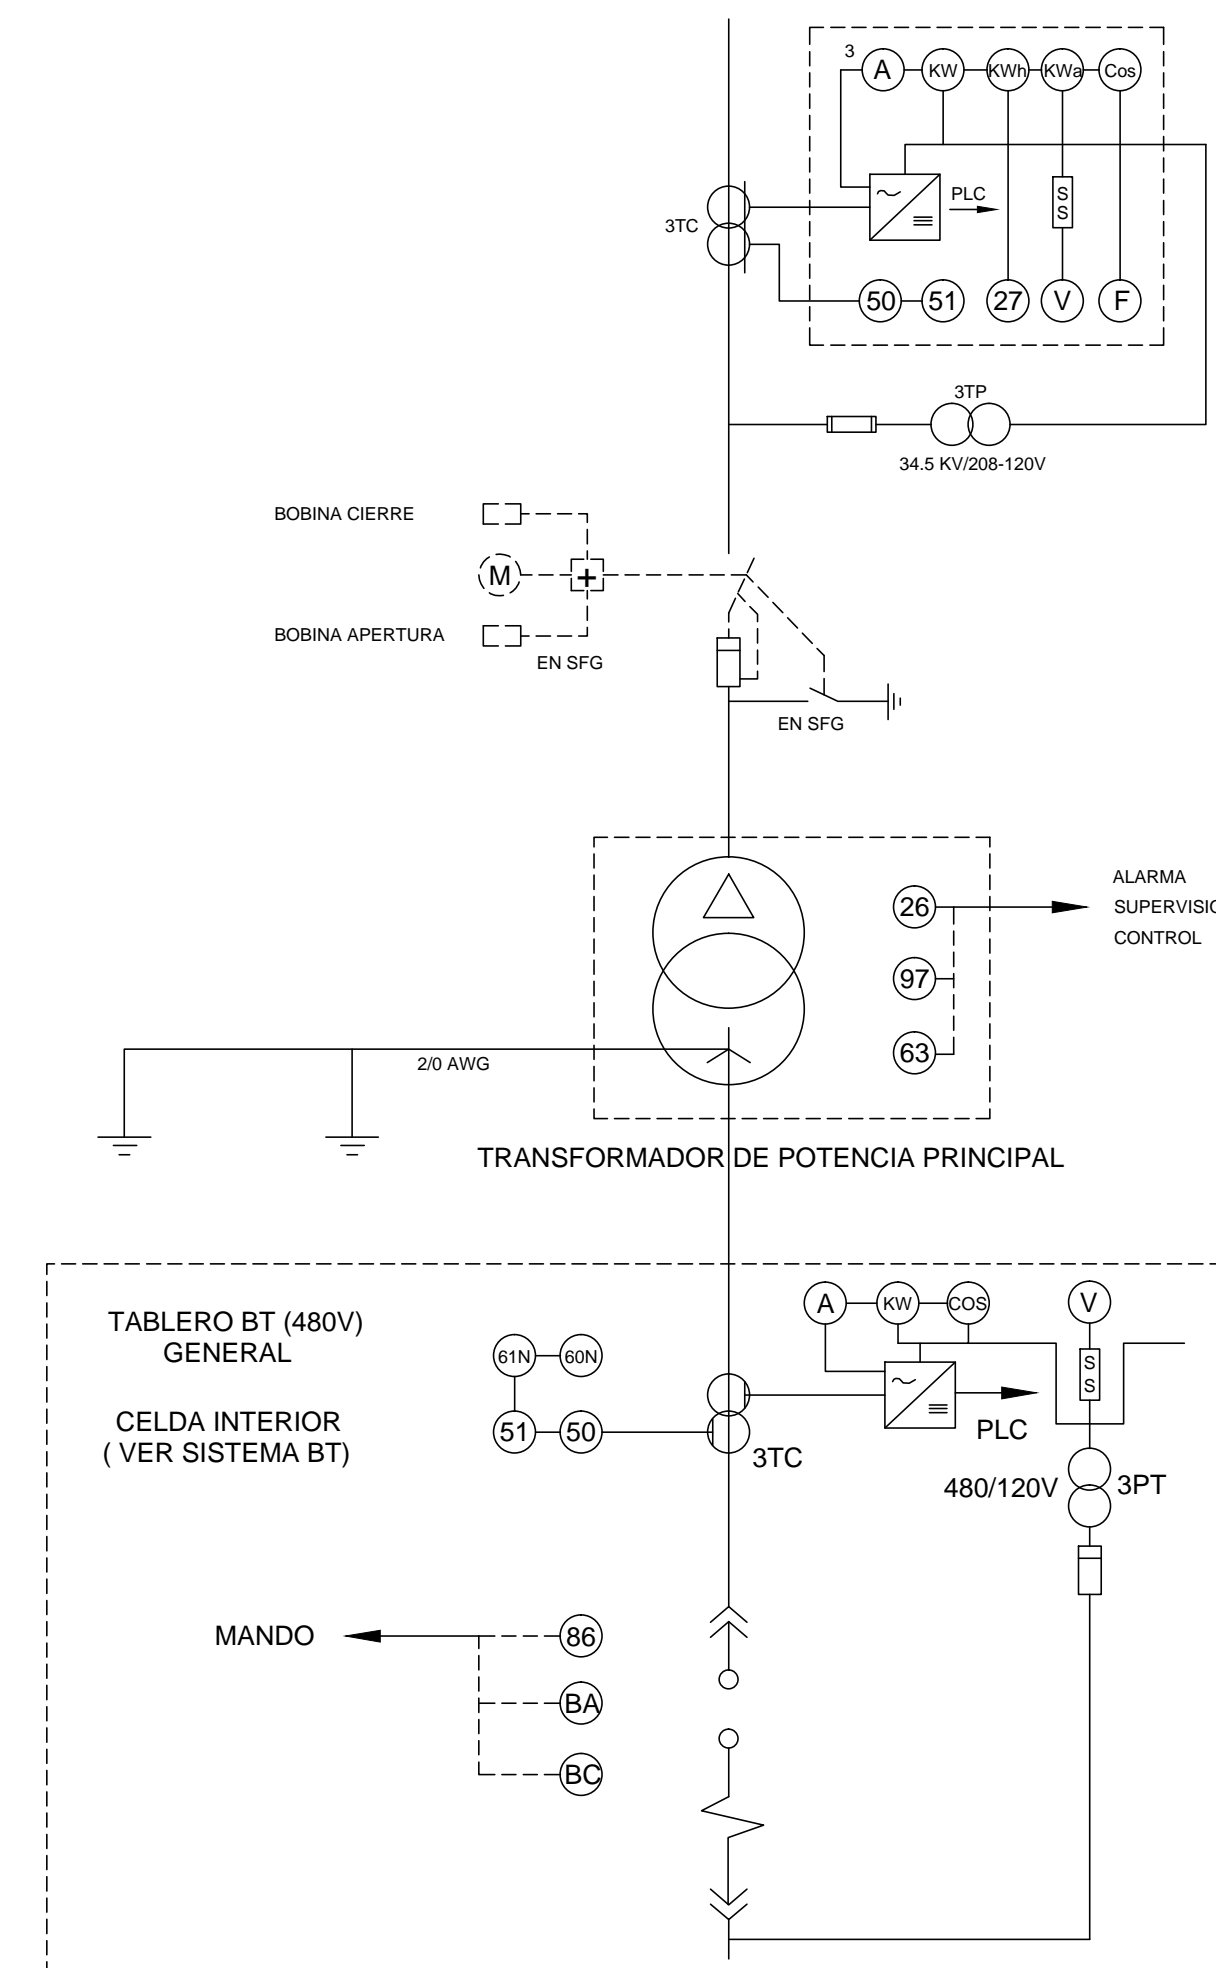 3
A
KW
KWh
KWa
Cos
PLC
S
S
3TC
50
51
27
V
F
3TP
34.5 KV/208-120V
BOBINA CIERRE
M
+
BOBINA APERTURA
EN SFG
EN SFG
26
ALARMA
SUPERVISIO
CONTROL
97
63
2/0 AWG
TRANSFORMADOR DE POTENCIA PRINCIPAL
TABLERO BT (480V)
GENERAL
CELDA INTERIOR
( VER SISTEMA BT)
61N
60N
51
50
3TC
A
KW
COS
V
S
S
PLC
480/120V
3PT
MANDO
86
BA
BC